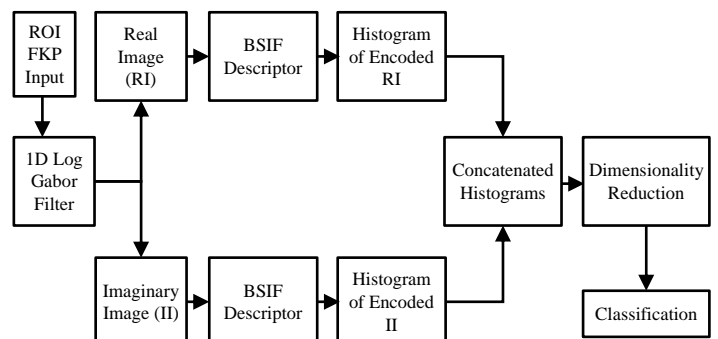 ROI
FKP
Input
1D Log
Gabor
Filter
Real
Image
(RI)
BSIF
Descriptor
Histogram
of Encoded
RI
Imaginary
Image (II)
BSIF
Descriptor
Histogram
of Encoded
II
Concatenated
Histograms
Dimensionality
Reduction
Classification